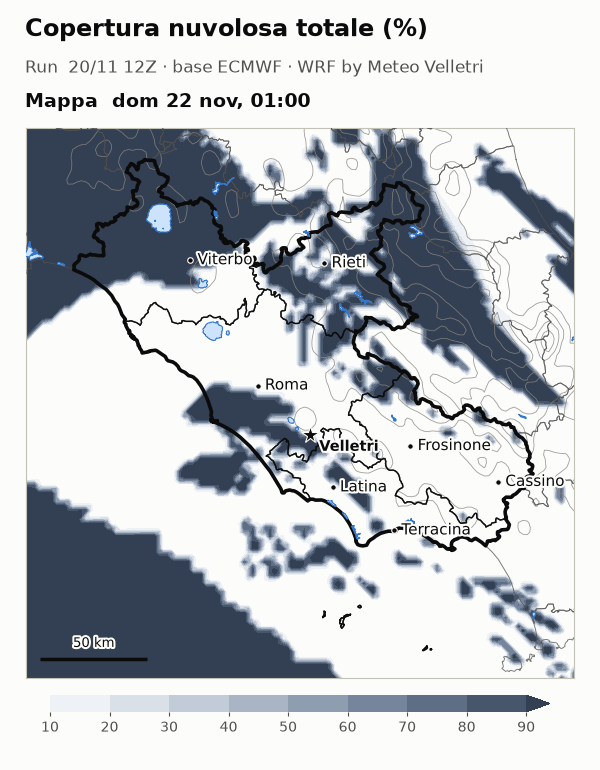 Copertura nuvolosa totale (%)
Run 20/11 12Z · base ECMWF · WRF by Meteo Velletri
Mappa dom 22 nov, 01:00
Viterbo
Rieti
Roma
Velletri
Frosinone
Latina
Cassino
Terracina
50 km
10 20 30 40 50 60 70 80 90